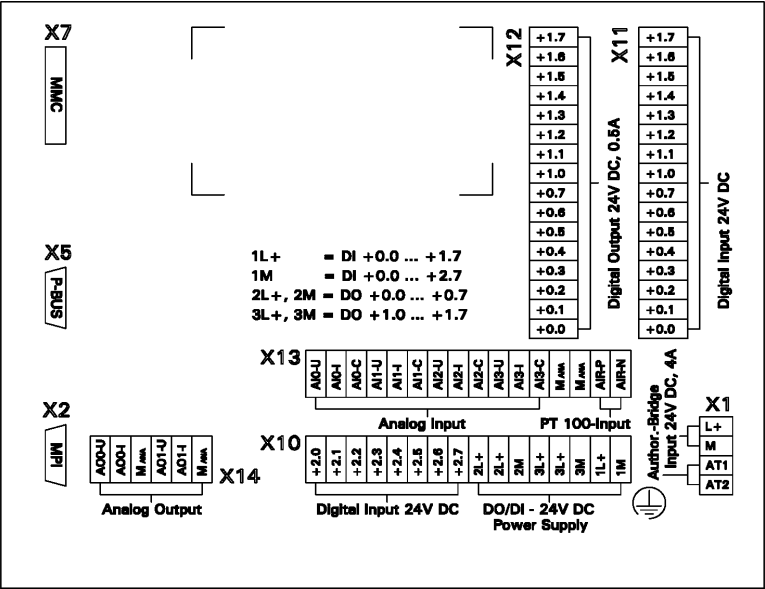 X7
MMC
X5
P-BUS
X2
MPI
1L+ = DI +0.0 ... +1.7
1M = DI +0.0 ... +2.7
2L+, 2M = DO +0.0 ... +0.7
3L+, 3M = DO +1.0 ... +1.7
X12
+1.7
+1.6
+1.5
+1.4
+1.3
+1.2
+1.1
+1.0
+0.7
+0.6
+0.5
+0.4
+0.3
+0.2
+0.1
+0.0
Digital Output 24V DC, 0.5A
X11
+1.7
+1.6
+1.5
+1.4
+1.3
+1.2
+1.1
+1.0
+0.7
+0.6
+0.5
+0.4
+0.3
+0.2
+0.1
+0.0
Digital Input 24V DC
X13
AI0-U
AI0-I
AI0-C
AI1-U
AI1-I
AI1-C
AI2-U
AI2-I
AI2-C
AI3-U
AI3-I
AI3-C
M ANA
M ANA
AIR-P
AIR-N
Analog Input
PT 100-Input
X10
+2.0
+2.1
+2.2
+2.3
+2.4
+2.5
+2.6
+2.7
2L+
2L+
2M
3L+
3L+
3M
1L+
1M
Digital Input 24V DC
DO/DI - 24V DC
Power Supply
AO0-U
AO0-I
M ANA
AO1-U
AO1-I
M ANA
X14
Analog Output
Author.-Bridge
Input 24V DC, 4A
X1
L+
M
AT1
AT2